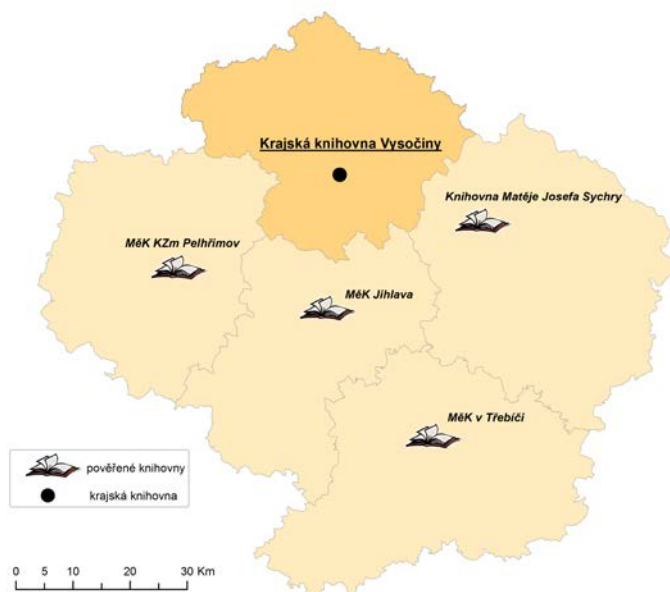 Krajská knihovna Vysočiny
Knihovna Matěje Josefa Sychry
MěK KZm Pelhřimov
MěK Jihlava
MěK v Třebíči
pověřené knihovny
krajská knihovna
0 5 10 20 30 Km